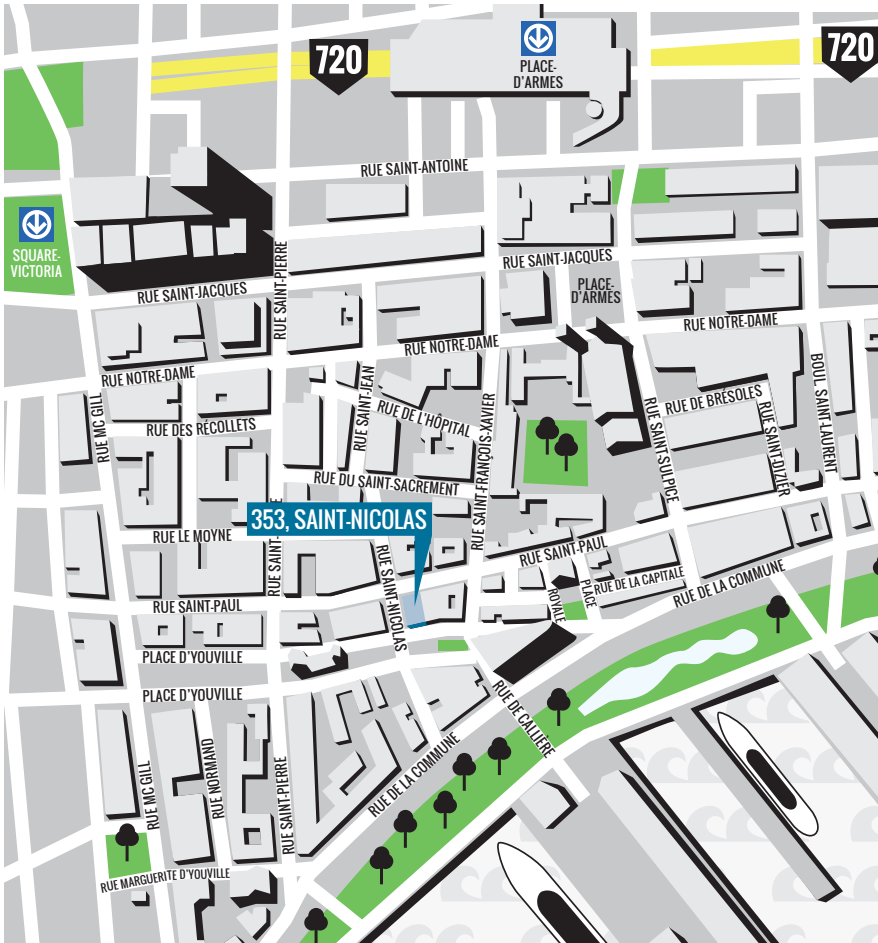 720
PLACE-
D'ARMES
720
RUE SAINT-ANTOINE
SQUARE-
VICTORIA
RUE SAINT-PIERRE
RUE SAINT-JACQUES
RUE SAINT-JACQUES
PLACE-
D'ARMES
RUE NOTRE-DAME
RUE NOTRE-DAME
RUE NOTRE-DAME
RUE MC GILL
RUE SAINT-JEAN
RUE DE L'HÔPITAL
RUE SAINT-FRANÇOIS-XAVIER
RUE SAINT-SULPICE
RUE DE BRÉSOLES
RUE SAINT-DIZIER
BOUL SAINT-LAURENT
RUE DES RÉCOLLETS
RUE DU SAINT-SACREMENT
353, SAINT-NICOLAS
RUE LE MOYNE
RUE SAINT-
E
RUE SAINT-NICOLAS
RUE SAINT-PAUL
RUE SAINT-PAUL
RUE DE LA CAPITALE
RUE DE LA COMMUNE
PLACE
ROYALE
PLACE D'YOUVILLE
PLACE D'YOUVILLE
RUE DE CALLIÈRE
RUE DE LA COMMUNE
RUE MC GILL
RUE NORMAND
RUE SAINT-PIERRE
RUE MARGUERITE D'YOUVILLE